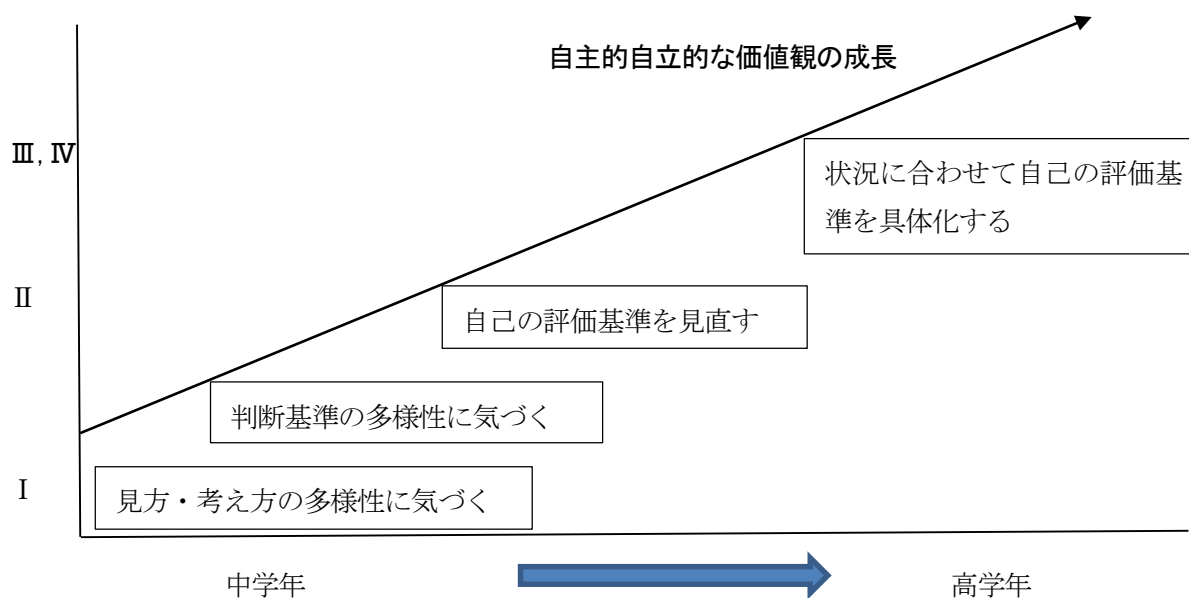 自主的自立的な価値観の成長
Ⅲ, Ⅳ
状況に合わせて自己の評価基
準を具体化する
Ⅱ
自己の評価基準を見直す
判断基準の多様性に気づく
Ⅰ
見方・考え方の多様性に気づく
中学年
高学年